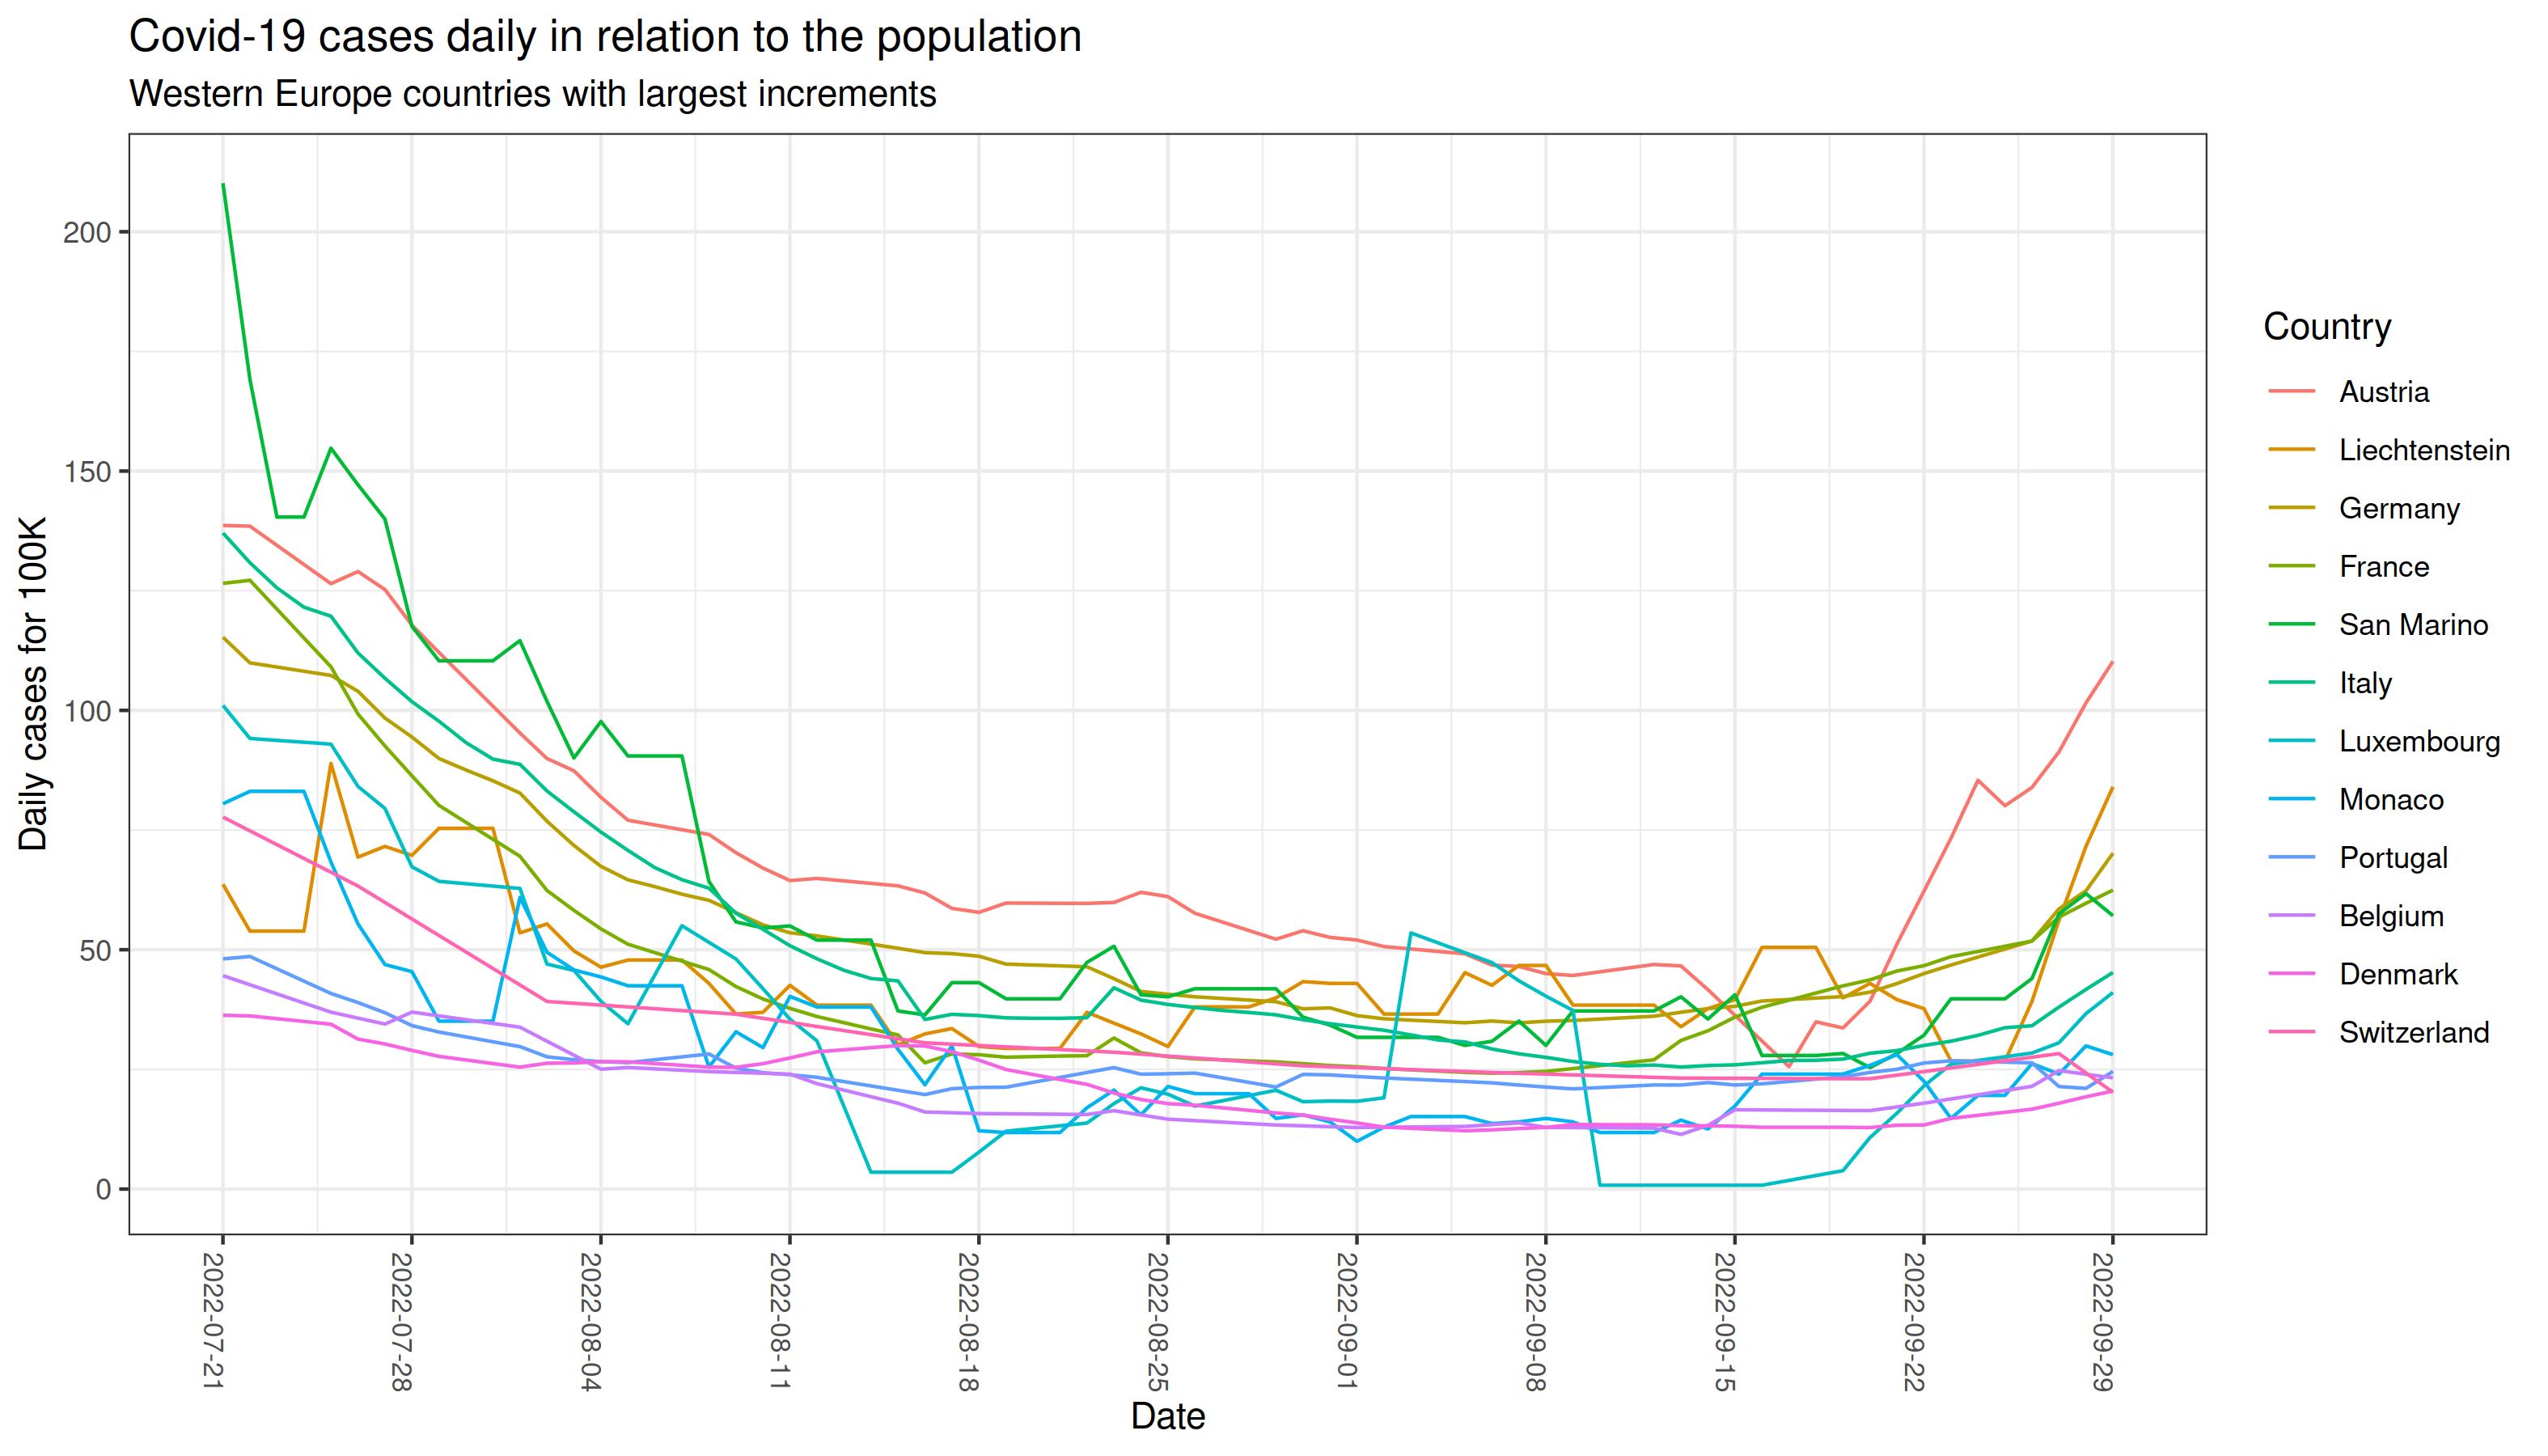 Covid-19 cases daily in relation to the population
Western Europe countries with largest increments
Daily cases for 100K
200
150
100
50
0
2022-07-21
2022-07-28
2022-08-04
2022-08-11
2022-08-18
2022-08-25
2022-09-01
2022-09-08
2022-09-15
2022-09-22
2022-09-29
Date
Country
Austria
Liechtenstein
Germany
France
San Marino
Italy
Luxembourg
Monaco
Portugal
Belgium
Denmark
Switzerland